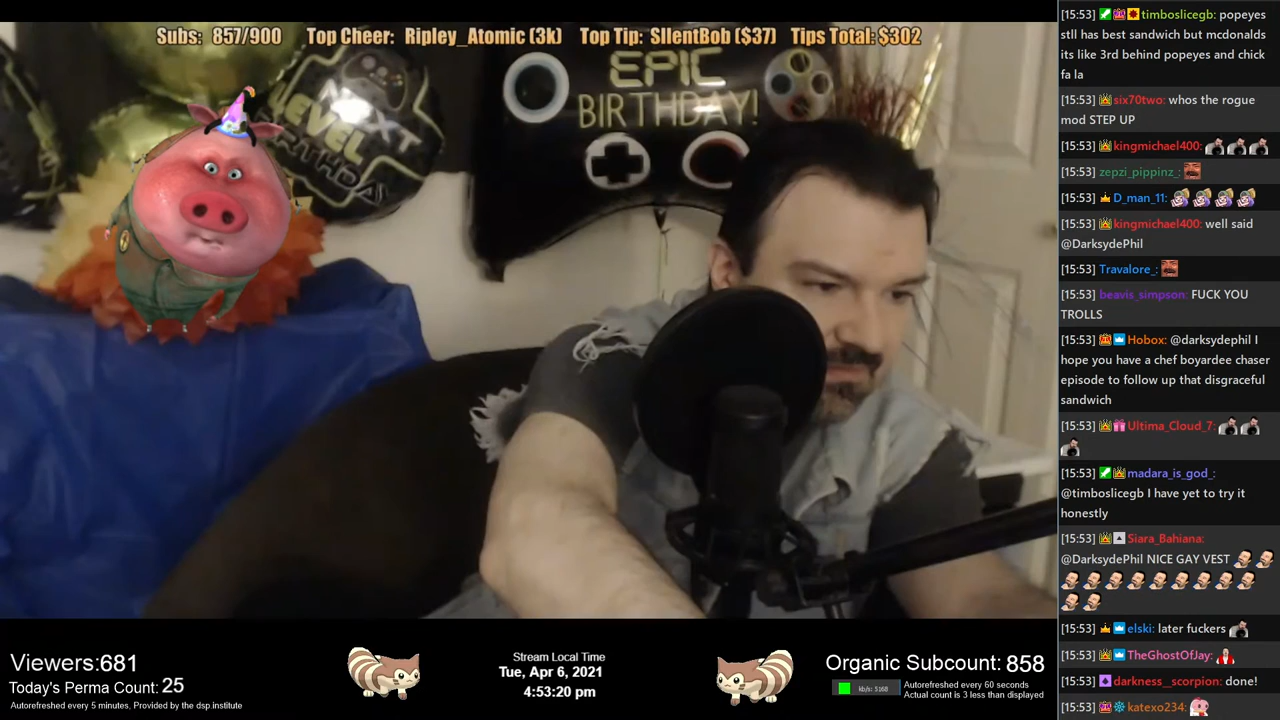 Subs: 857/900 Top Cheer: Ripley_Atomic (3k) Top Tip: SIlentBob ($37) Tips Total: $302
NEXT
LEVEL
BIRTHDAY
EPIC
BIRTHDAY!
Viewers:681
Today's Perma Count: 25
Autorefreshed every 5 minutes. Provided by the dsp institute
Stream Local Time
Tue, Apr 6, 2021
4:53:20 pm
Organic Subcount: 858
kb/s: 5168
Autorefreshed every 60 seconds
Actual count is 3 less than displayed
[15:53] timboslicegb: popeyes
stll has best sandwich but mcdonalds
its like 3rd behind popeyes and chick
fa la
[15:53] six70two: whos the rogue
mod STEP UP
[15:53] kingmichael400:
[15:53] zepzi_pippinz_:
[15:53] D_man_11:
[15:53] kingmichael400: well said
@DarksydePhil
[15:53] Travalore_:
[15:53] beavis_simpson: FUCK YOU
TROLLS
[15:53] Hobox: @darksydephil I
hope you have a chef boyardee chaser
episode to follow up that disgraceful
sandwich
[15:53] Ultima_Cloud_7:
[15:53] madara_is_god_:
@timboslicegb I have yet to try it
honestly
[15:53] Siara_Bahiana:
@DarksydePhil NICE GAY VEST
[15:53] elski: later fuckers
[15:53] TheGhostOfJay:
[15:53] darkness__scorpion: done!
[15:53] katexo234: